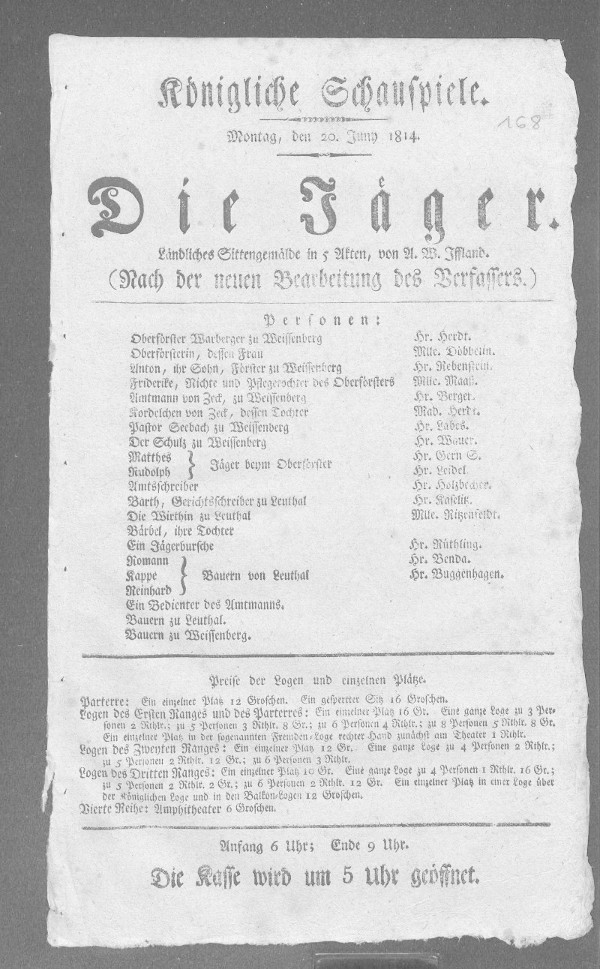 Königliche Schauspiele.
168
Montag, den 20. Juny 1814.
Die Jäger.
Ländliches Sittengemälde in 5 Akten, von A. W. Iffland.
(Nach der neuen Bearbeitung des Verfassers.)
Personen:
Oberförster Warberger zu Weissenberg Hr. Herdt.
Oberförsterin, dessen Frau Mlle. Döbbelin.
Anton, ihr Sohn, Förster zu Weissenberg Hr. Rebenstein.
Friderike, Nichte und Pflegetochter des Oberförsters Mlle. Maaß.
Amtmann von Zeck, zu Weissenberg Hr. Berger.
Kordelchen von Zeck, dessen Tochter Mad. Herdt.
Pastor Seebach zu Weissenberg Hr. Labes.
Der Schulz zu Weissenberg Hr. Wauer.
Matthes Hr. Gern S.
Rudolph } Jäger beym Oberförster Hr. Leidel.
Amtsschreiber Hr. Holzbecher.
Barth, Gerichtsschreiber zu Leuthal Hr. Kaselitz.
Die Wirthin zu Leuthal Mlle. Ritzenfeldt.
Bärbel, ihre Tochter
Ein Jägerbursche Hr. Rüthling.
Romann Hr. Benda.
Kappe } Bauern von Leuthal Hr. Buggenhagen.
Reinhard
Ein Bedienter des Amtmanns.
Bauern zu Leuthal.
Bauern zu Weissenberg.
Preise der Logen und einzelnen Plätze.
Parterre: Ein einzelner Platz 12 Groschen. Ein gesperrter Sitz 16 Groschen.
Logen des Ersten Ranges und des Parterres: Ein einzelner Platz 16 Gr. Eine ganze Loge zu 3 Per-
sonen 2 Rthlr.; zu 5 Personen 3 Rthlr. 8 Gr.; zu 6 Personen 4 Rthlr.; zu 8 Personen 5 Rthlr. 8 Gr.
Ein einzelner Platz in der sogenannten Fremden-Loge rechter Hand zunächst am Theater 1 Rthlr.
Logen des Zweyten Ranges: Ein einzelner Platz 12 Gr. Eine ganze Loge zu 4 Personen 2 Rthlr.;
zu 5 Personen 2 Rthlr. 12 Gr.; zu 6 Personen 3 Rthlr.
Logen des Dritten Ranges: Ein einzelner Platz 10 Gr. Eine ganze Loge zu 4 Personen 1 Rthlr. 16 Gr.;
zu 5 Personen 2 Rthlr. 2 Gr.; zu 6 Personen 2 Rthlr. 12 Gr. Ein einzelner Platz in einer Loge über
der Königlichen Loge und in den Balkon-Logen 12 Groschen.
Vierte Reihe: Amphitheater 6 Groschen.
Anfang 6 Uhr; Ende 9 Uhr.
Die Kasse wird um 5 Uhr geöffnet.